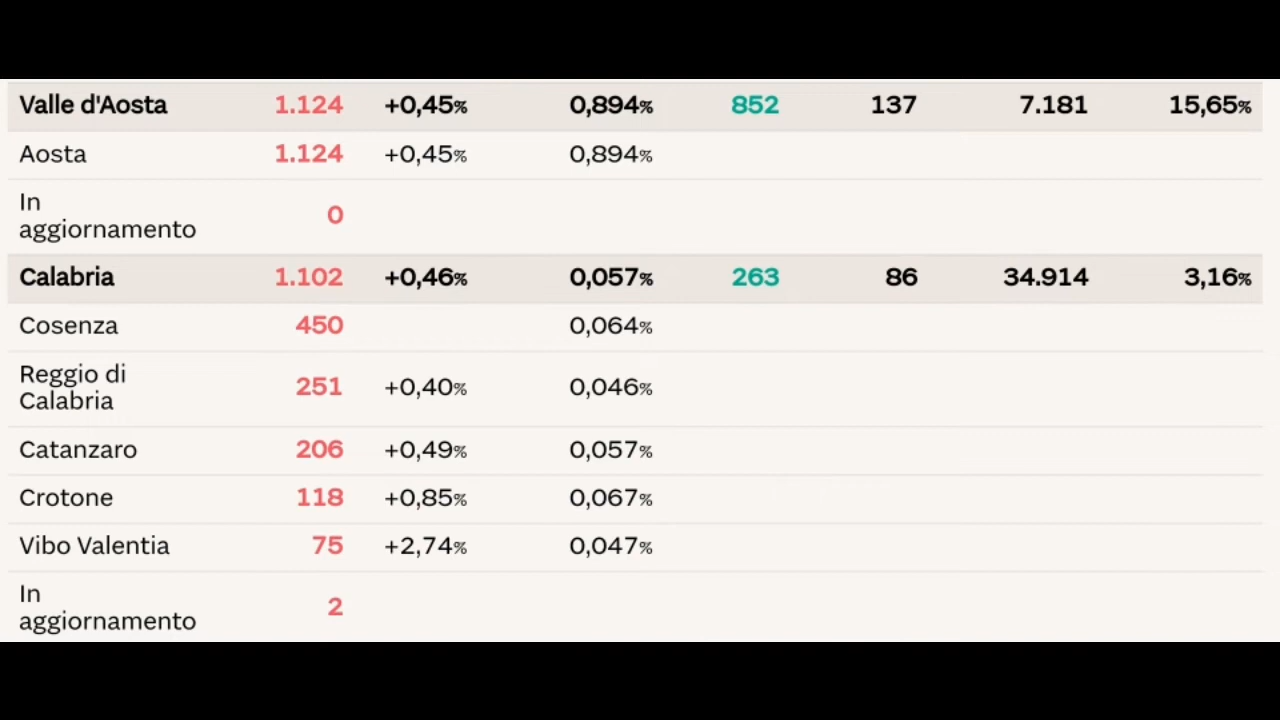 Valle d'Aosta 1.124 +0,45% 0,894% 852 137 7.181 15,65%
Aosta 1.124 +0,45% 0,894%
In
aggiornamento 0
Calabria 1.102 +0,46% 0,057% 263 86 34.914 3,16%
Cosenza 450 0,064%
Reggio di
Calabria 251 +0,40% 0,046%
Catanzaro 206 +0,49% 0,057%
Crotone 118 +0,85% 0,067%
Vibo Valentia 75 +2,74% 0,047%
In
aggiornamento 2